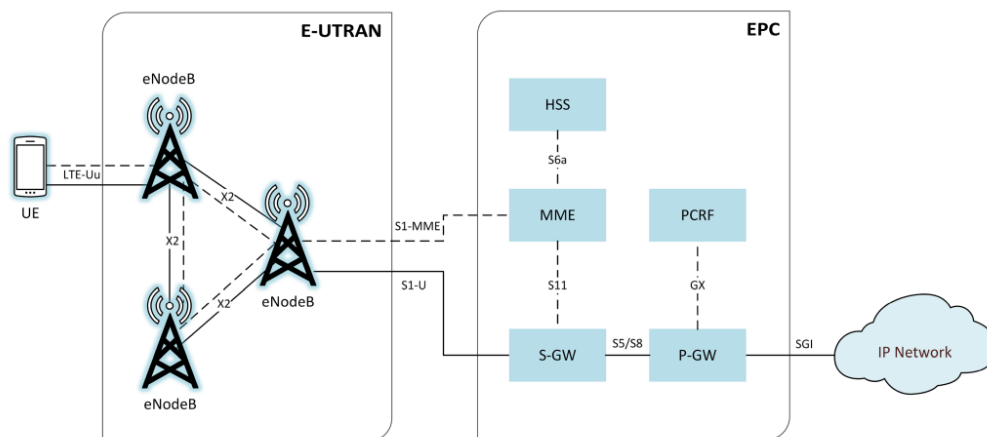 E-UTRAN
EPC
eNodeB
HSS
LTE-Uu
UE
X2
S6a
MME
PCRF
S1-MME
X2
X2
eNodeB
S1-U
S11
GX
eNodeB
S-GW
S5/S8
P-GW
SGI
IP Network